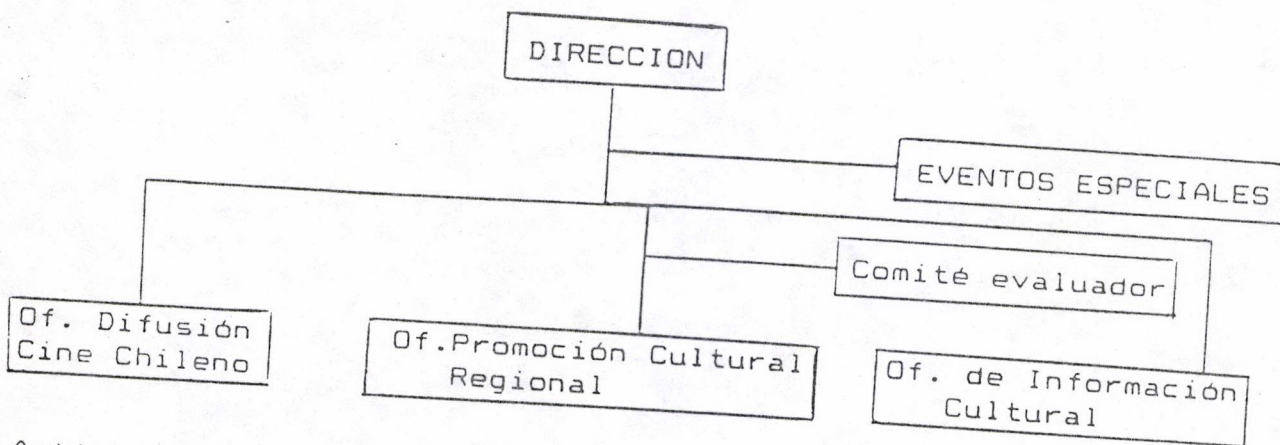 DIRECCION
EVENTOS ESPECIALES
Comité evaluador
Of. Difusión
Cine Chileno
Of.Promoción Cultural
Regional
Of. de Información
Cultural